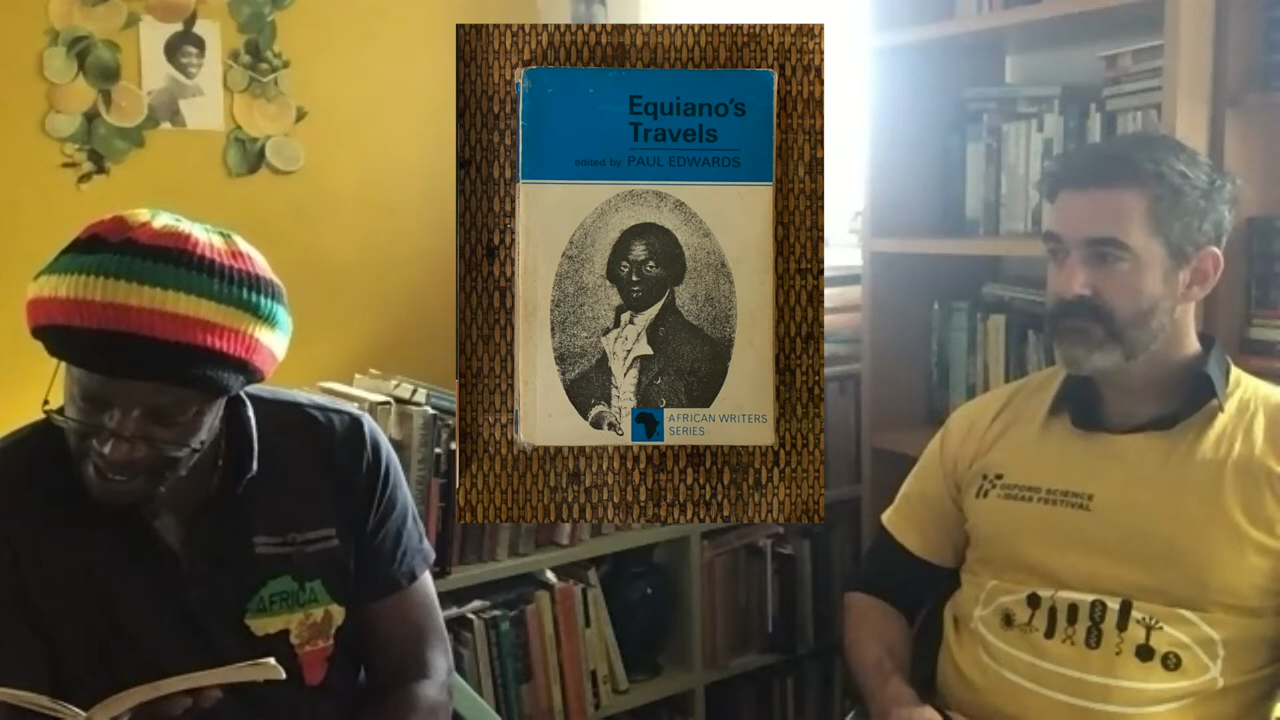 Equiano's
Travels
edited by PAUL EDWARDS
AFRICAN WRITERS
SERIES
AFRICA
OXFORD SCIENCE
+IDEAS FESTIVAL